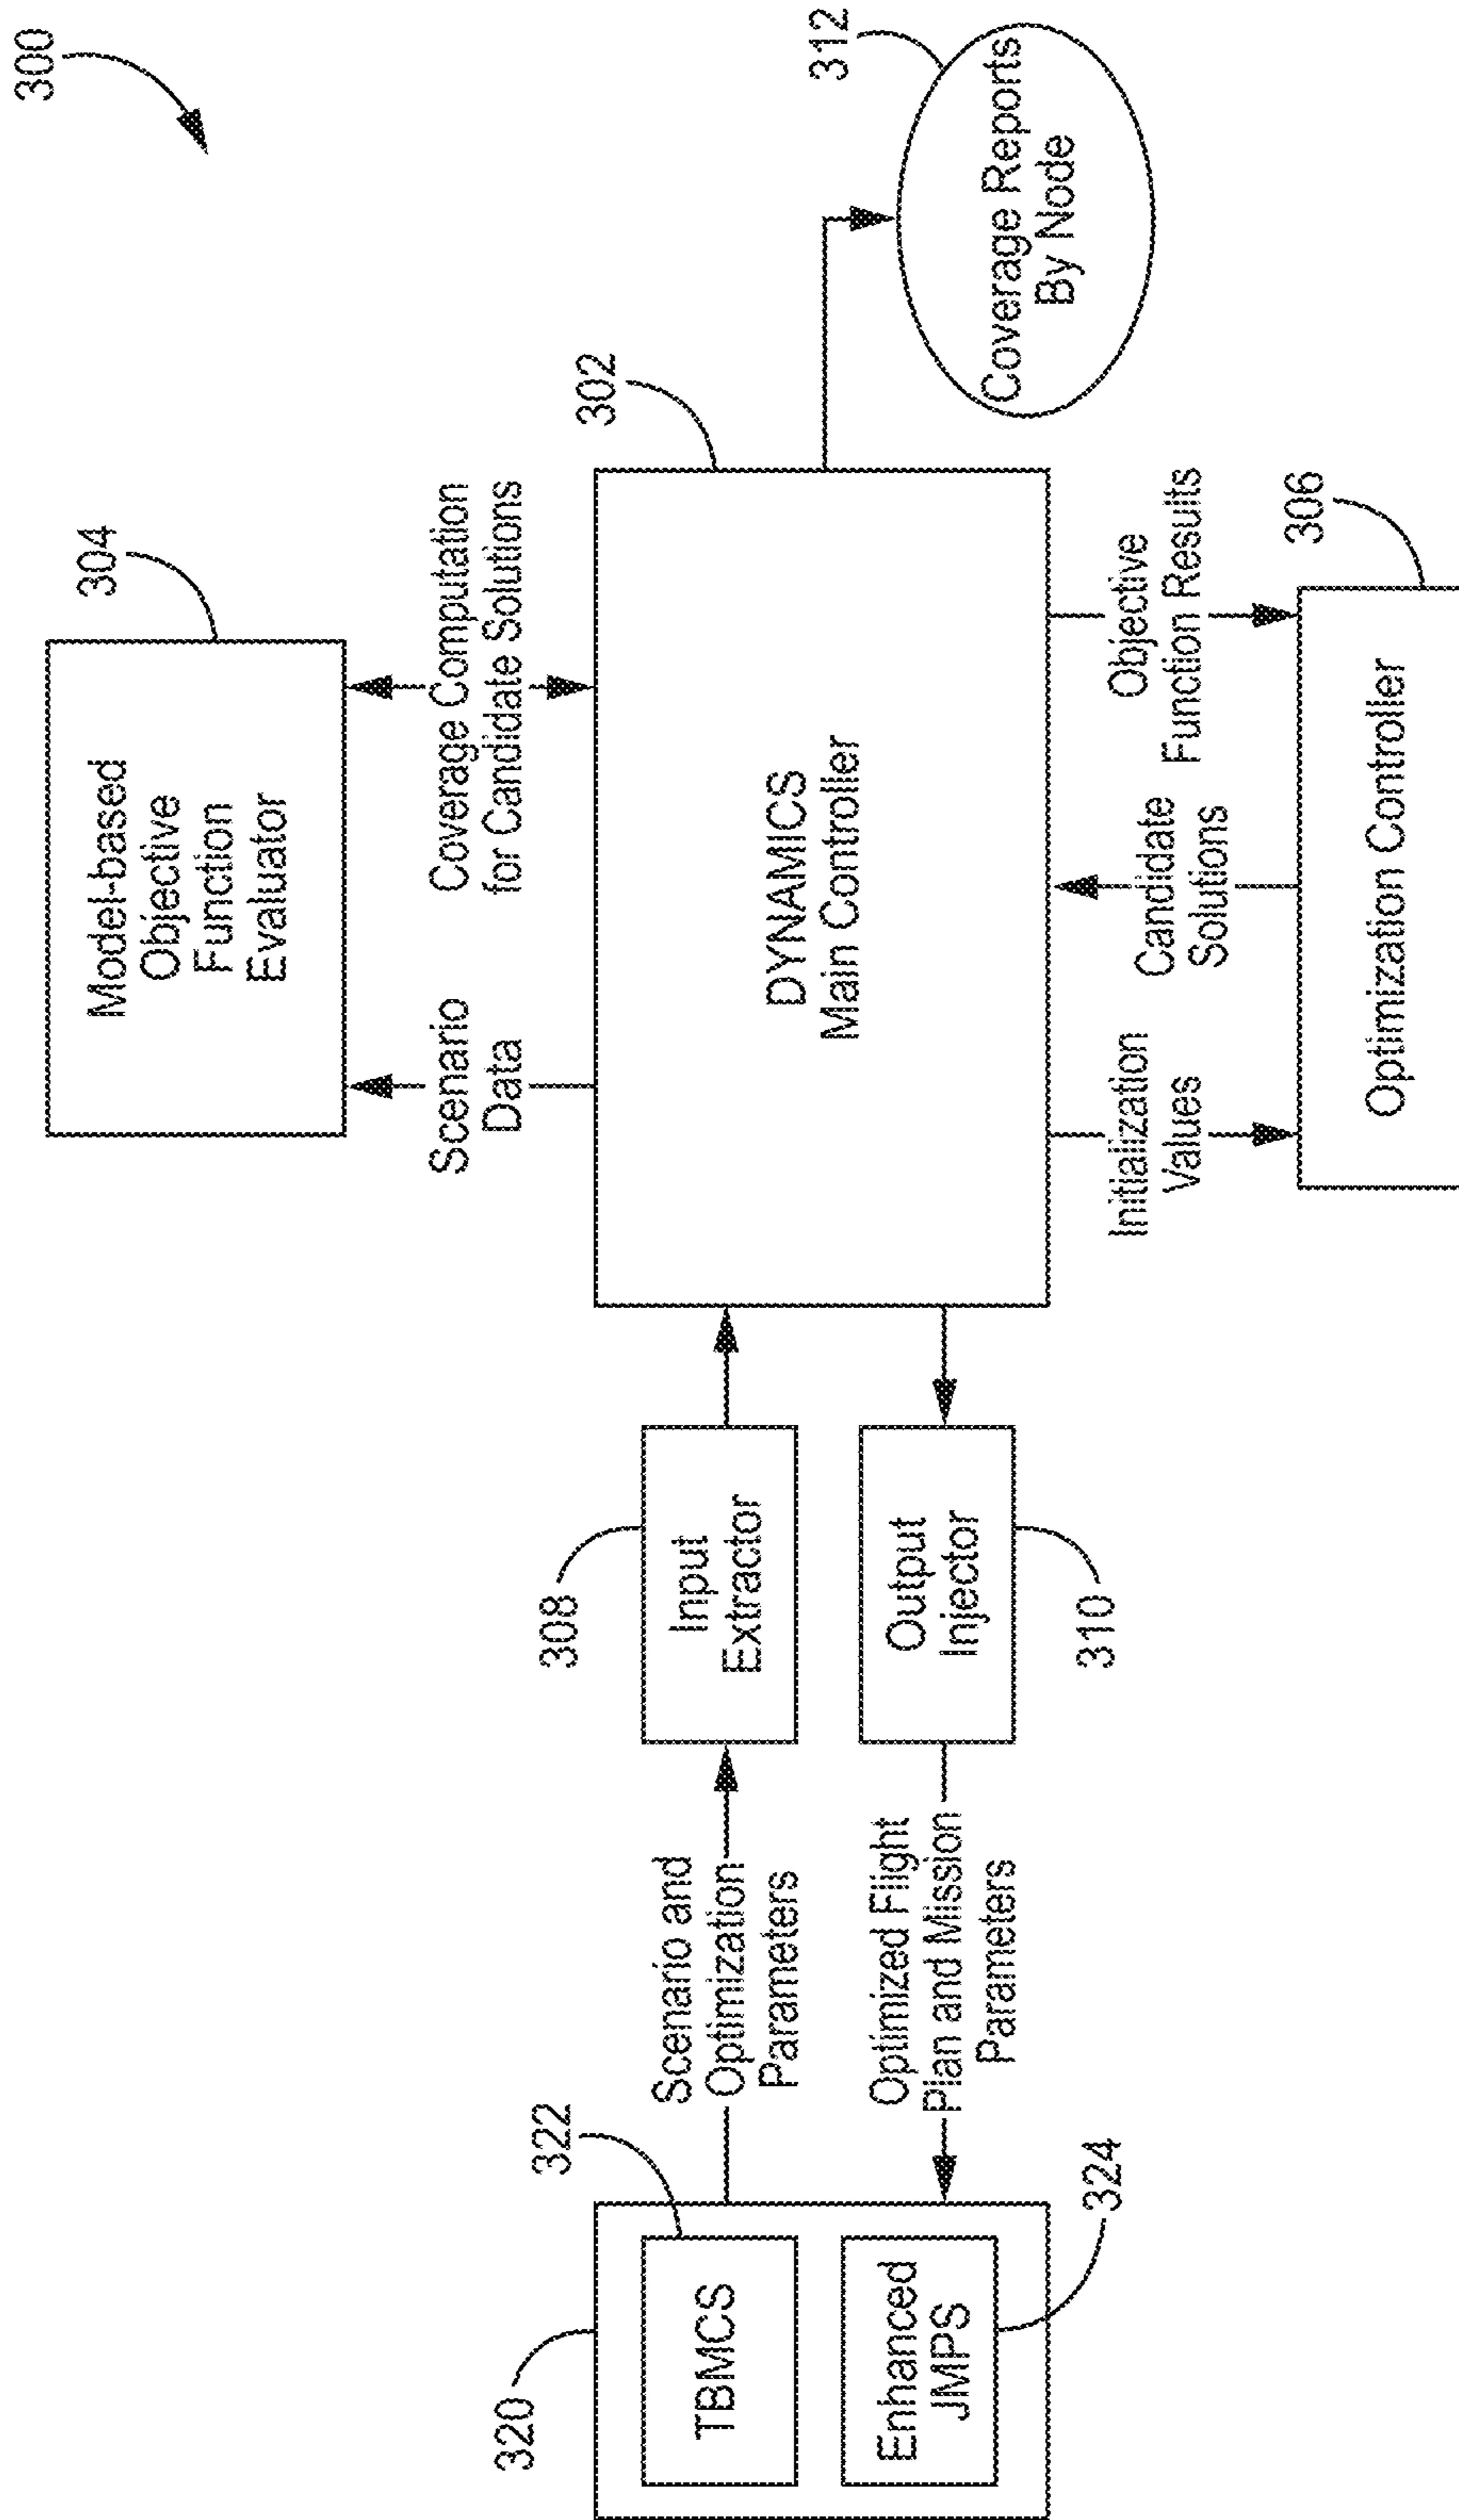 300
304
Model-based
Objective
Function
Evaluator
Scenario
Data
Coverage Computation
for Candidate Solutions
302
DYNAMICS
Main Controller
312
Coverage Reports
By Node
Initialization
Values
Candidate
Solutions
Objective
Function Results
306
Optimization Controller
308
Input
Extractor
Output
Injector
310
Scenario and
Optimization
Parameters
Optimized Flight
Plan and Mission
Parameters
320
322
TBMCS
Enhanced
JMPS
324